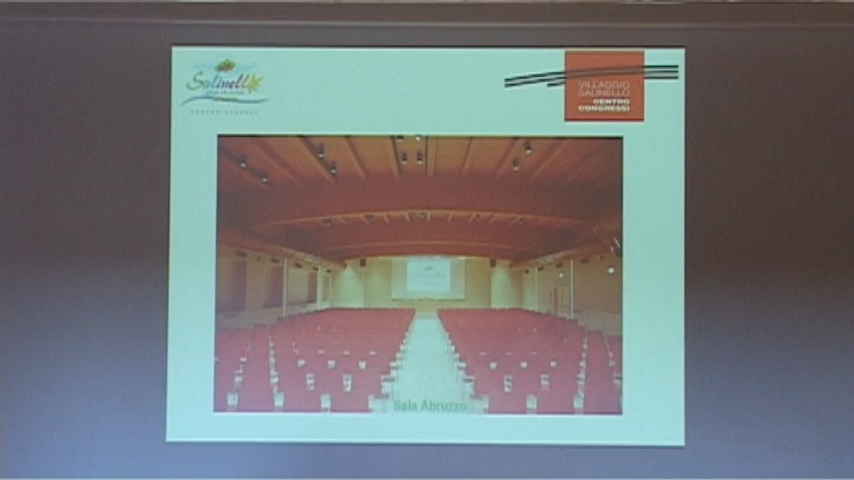 Salinello
VILLAGGIO
SALINELLO
CENTRO
CONGRESSI
Sala Abruzzo